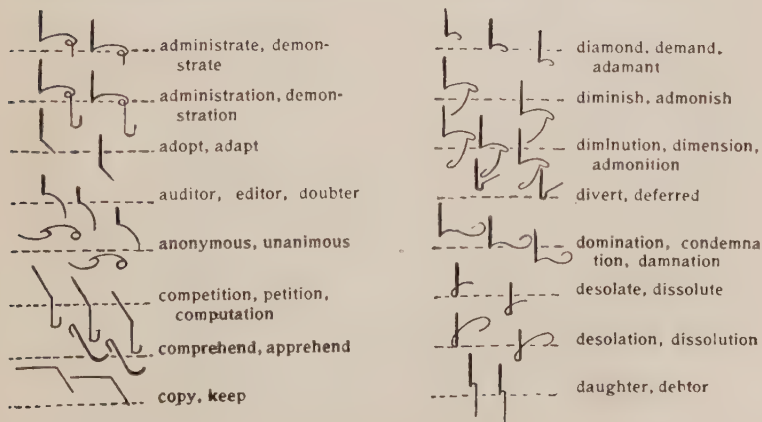 administrate, demon-
strate
administration, demon-
stration
adopt, adapt
auditor, editor, doubter
anonymous, unanimous
competition, petition,
computation
comprehend, apprehend
copy, keep
diamond, demand,
adamant
diminish, admonish
diminution, dimension,
admonition
divert, deferred
domination, condemna-
tion, damnation
desolate, dissolute
desolation, dissolution
daughter, debtor